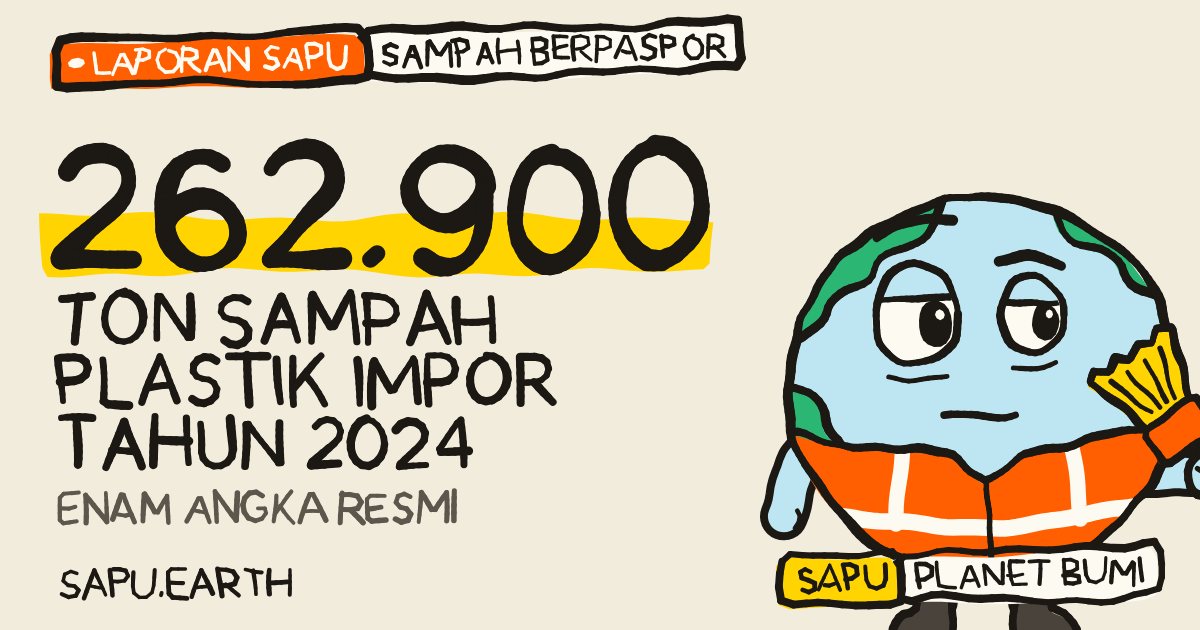 LAPORAN SAPU SAMPAH BERPASPOR
262.900
TON SAMPAH
PLASTIK IMPOR
TAHUN 2024
ENAM ANGKA RESMI
SAPU.EARTH
SAPU PLANET BUMI